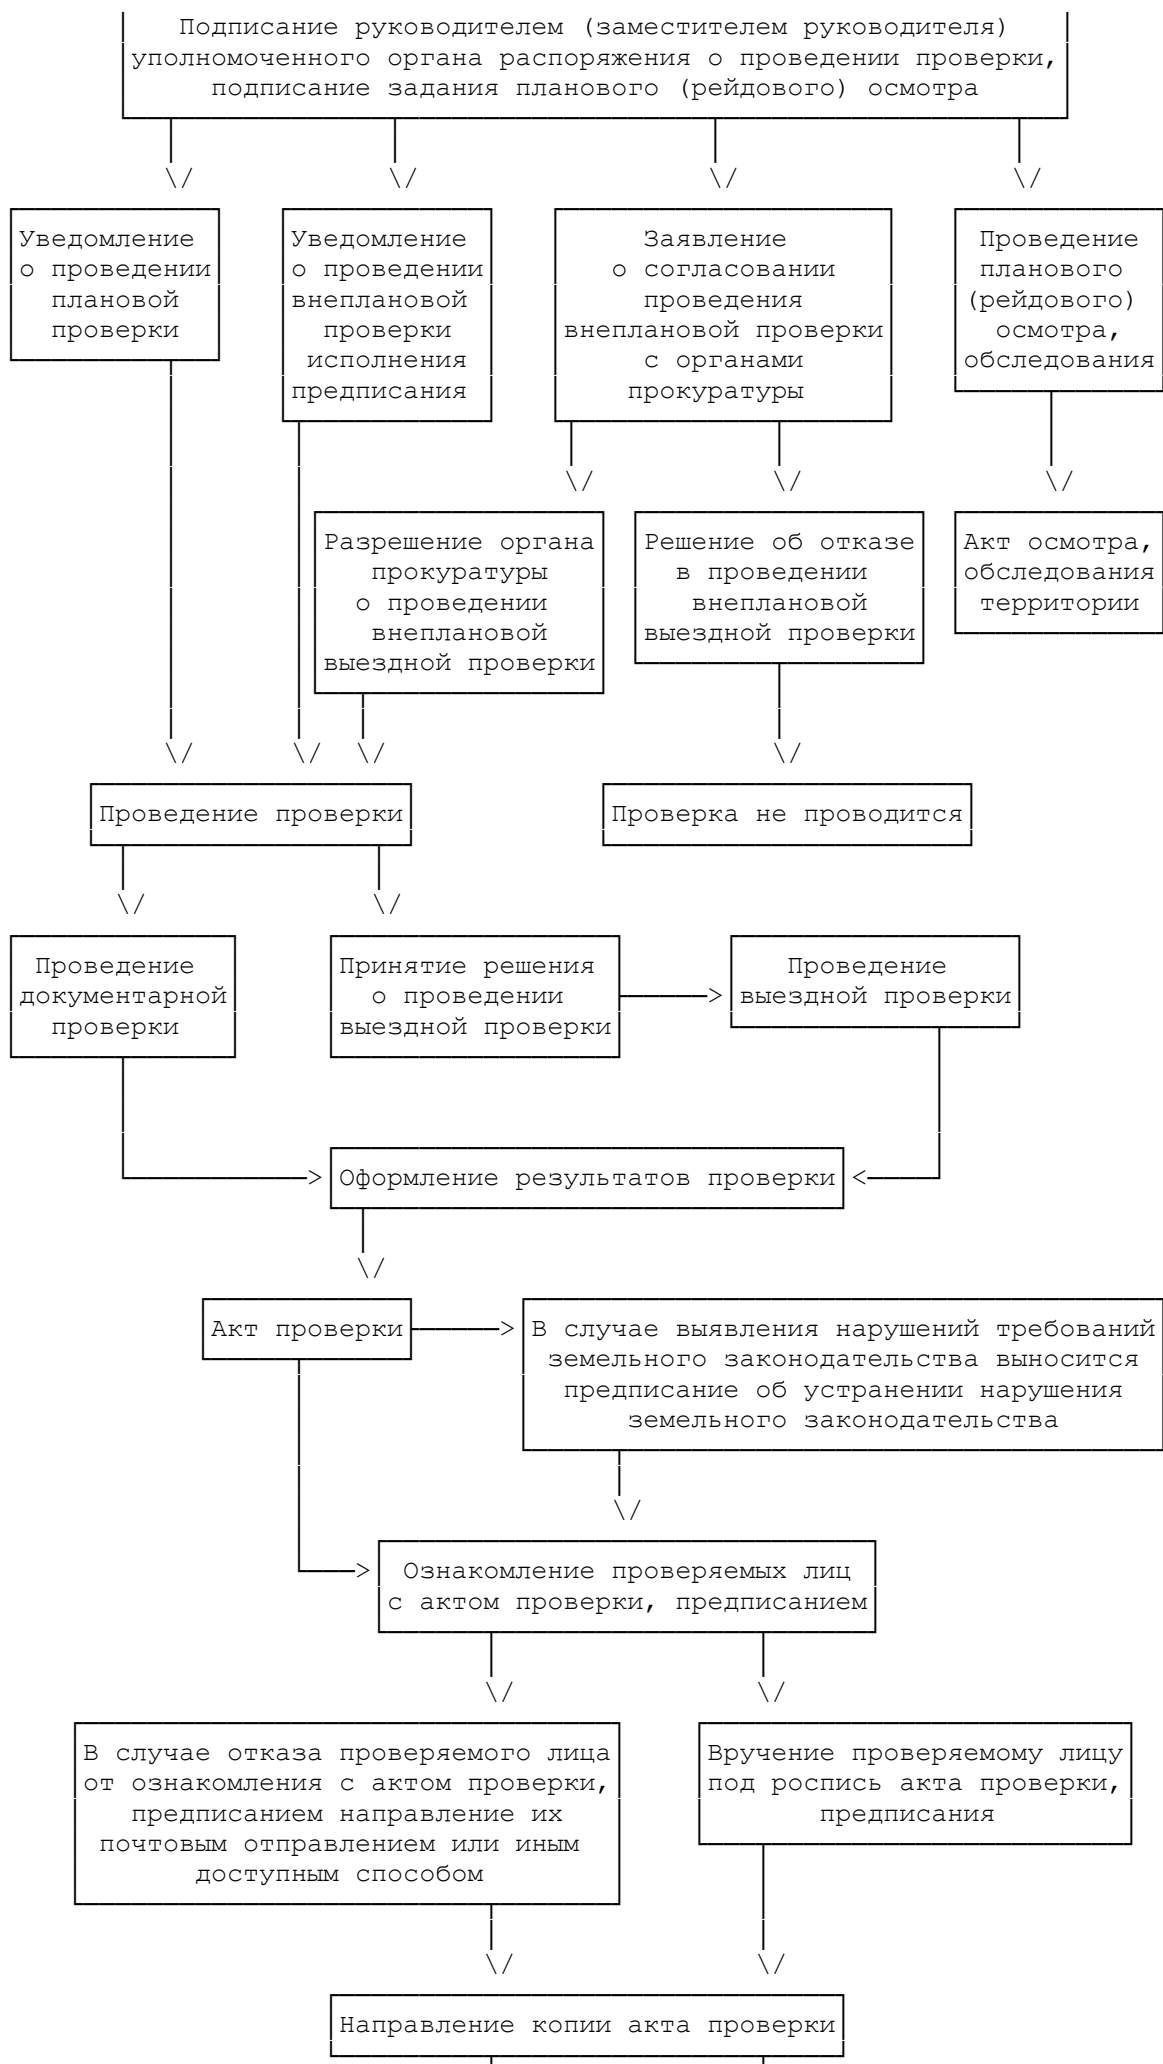 Подписание руководителем (заместителем руководителя)
уполномоченного органа распоряжения о проведении проверки,
подписание задания планового (рейдового) осмотра
Уведомление
о проведении
плановой
проверки
Уведомление
о проведении
внеплановой
проверки
исполнения
предписания
Заявление
о согласовании
проведения
внеплановой проверки
с органами
прокуратуры
Проведение
планового
(рейдового)
осмотра,
обследования
Разрешение органа
прокуратуры
о проведении
внеплановой
выездной проверки
Решение об отказе
в проведении
внеплановой
выездной проверки
Акт осмотра,
обследования
территории
Проведение проверки
Проверка не проводится
Проведение
документарной
проверки
Принятие решения
о проведении
выездной проверки
Проведение
выездной проверки
Оформление результатов проверки
Акт проверки
В случае выявления нарушений требований
земельного законодательства выносится
предписание об устранении нарушения
земельного законодательства
Ознакомление проверяемых лиц
с актом проверки, предписанием
В случае отказа проверяемого лица
от ознакомления с актом проверки,
предписанием направление их
почтовым отправлением или иным
доступным способом
Вручение проверяемому лицу
под роспись акта проверки,
предписания
Направление копии акта проверки